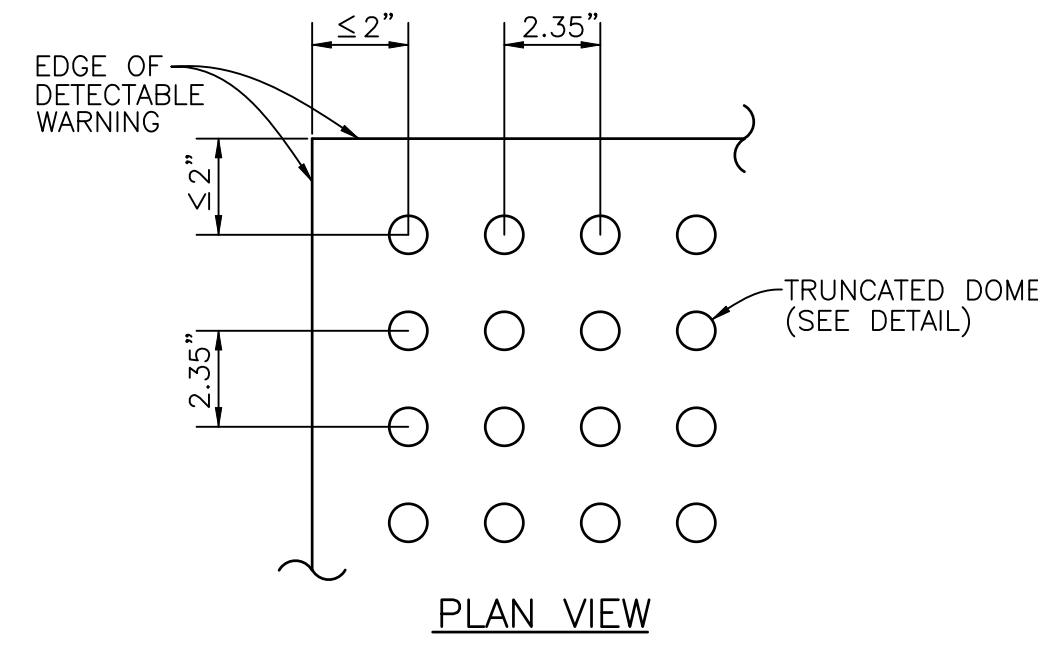 ≤ 2”
2.35”
EDGE OF
DETECTABLE
WARNING
≤ 2”
TRUNCATED DOME
(SEE DETAIL)
2.35”
PLAN VIEW